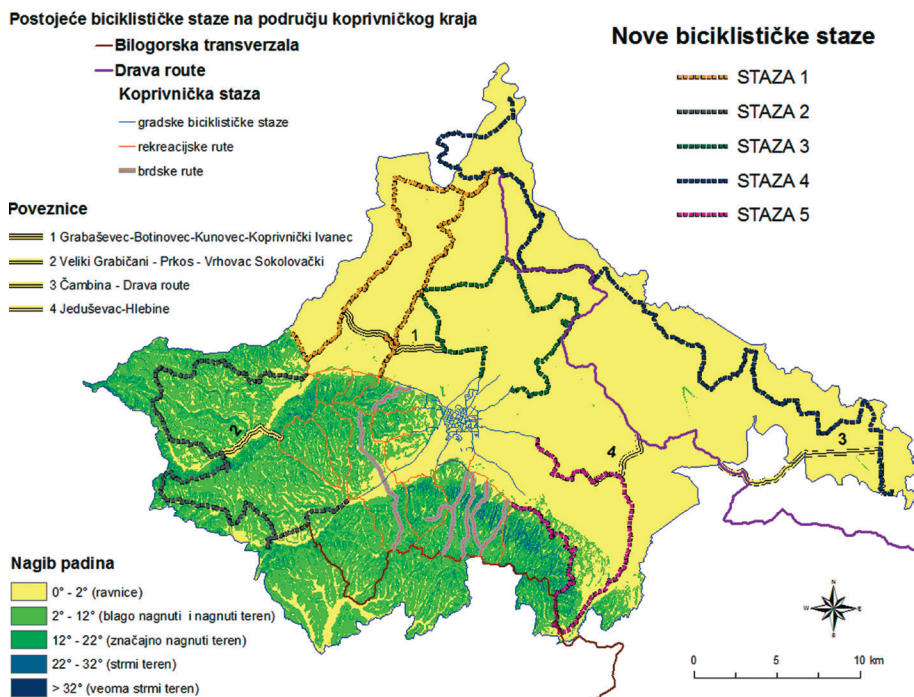 Postojeće biciklističke staze na području koprivničkog kraja
Bilogorska transverzala
Drava route
Koprivnička staza
gradske biciklističke staze
rekreacijske rute
brdske rute
Poveznice
1 Grabaševec-Botinovec-Kunovec-Koprivnički Ivanec
2 Veliki Grabičani - Prkos - Vrhovac Sokolovački
3 Čambina - Drava route
4 Jeduševac-Hlebine
Nove biciklističke staze
STAZA 1
STAZA 2
STAZA 3
STAZA 4
STAZA 5
1
2
3
4
Nagib padina
0° - 2° (ravnice)
2° - 12° (blago nagnuti i nagnuti teren)
12° - 22° (značajno nagnuti teren)
22° - 32° (strmi teren)
> 32° (veoma strmi teren)
N
W
E
S
0 5 10 km